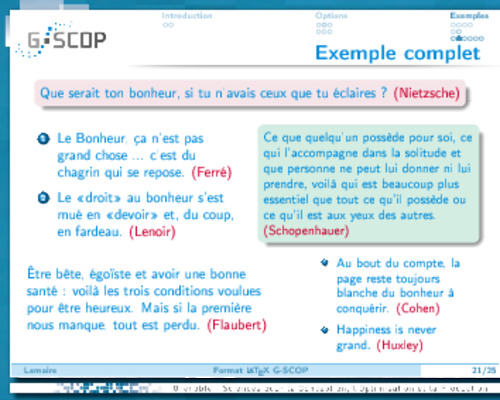 Introduction Options Exemples
G-SCOP
Exemple complet
Que serait ton bonheur, si tu n avais ceux que tu éclaires ? (Nietzsche)
1 Le Bonheur, ça n'est pas
grand chose ... c'est du
chagrin qui se repose. (Ferré)
2 Le «droit» au bonheur s'est
mué en «devoir» et, du coup,
en fardeau. (Lenoir)
Être bête, égoïste et avoir une bonne
santé : voilà les trois conditions voulues
pour être heureux. Mais si la première
nous manque, tout est perdu. (Flaubert)
Ce que quelqu'un possède pour soi, ce
qui l'accompagne dans la solitude et
que personne ne peut lui donner ni lui
prendre, voilà qui est beaucoup plus
essentiel que tout ce qu'il possède ou
ce qu'il est aux yeux des autres.
(Schopenhauer)
Au bout du compte, la
page reste toujours
blanche du bonheur à
conquérir. (Cohen)
Happiness is never
grand. (Huxley)
Lemaire Format LATEX G-SCOP 21/25